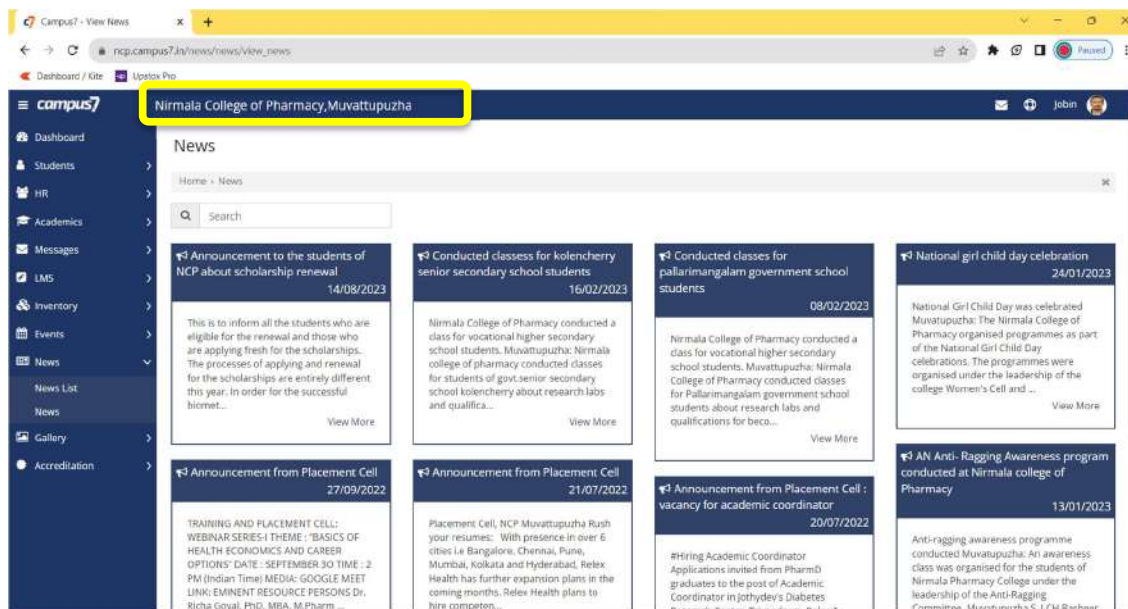 Campus7 - View News
ncp.campus7.in/news/news/view_news
Paused
Dashboard / Kite
Upstox Pro
campus7
Nirmala College of Pharmacy,Muvattupuzha
Jobin
Dashboard
Students
HR
Academics
Messages
LMS
Inventory
Events
News
News List
News
Gallery
Accreditation
News
Home » News
Search
Announcement to the students of
NCP about scholarship renewal
14/08/2023
This is to inform all the students who are
eligible for the renewal and those who
are applying fresh for the scholarships.
The processes of applying and renewal
for the scholarships are entirely different
this year. In order for the successful
biomet...
View More
Conducted classess for kolencherry
senior secondary school students
16/02/2023
Nirmala College of Pharmacy conducted a
class for vocational higher secondary
school students. Muvattupuzha: Nirmala
college of pharmacy conducted classes
for students of govt.senior secondary
school kolencherry about research labs
and qualifica...
View More
Conducted classes for
pallarimangalam government school
students
08/02/2023
Nirmala College of Pharmacy conducted a
class for vocational higher secondary
school students. Muvattupuzha: Nirmala
College of Pharmacy conducted classes
for Pallarimangalam government school
students about research labs and
qualifications for beco...
View More
National girl child day celebration
24/01/2023
National Girl Child Day was celebrated
Muvatupuzha: The Nirmala College of
Pharmacy organised programmes as part
of the National Girl Child Day
celebrations. The programmes were
organised under the leadership of the
college Women's Cell and ...
View More
Announcement from Placement Cell
27/09/2022
TRAINING AND PLACEMENT CELL:
WEBINAR SERIES-I THEME : "BASICS OF
HEALTH ECONOMICS AND CAREER
OPTIONS" DATE : SEPTEMBER 30 TIME : 2
PM (Indian Time) MEDIA: GOOGLE MEET
LINK: EMINENT RESOURCE PERSONS Dr.
Richa Goyal, PhD, MBA, M.Pharm ...
Announcement from Placement Cell
21/07/2022
Placement Cell, NCP Muvattupuzha Rush
your resumes: With presence in over 6
cities i.e Bangalore, Chennai, Pune,
Mumbai, Kolkata and Hyderabad, Relex
Health has further expansion plans in the
coming months. Relex Health plans to
hire competen...
Announcement from Placement Cell :
vacancy for academic coordinator
20/07/2022
#Hiring Academic Coordinator
Applications invited from PharmD
graduates to the post of Academic
Coordinator in Jothydev's Diabetes
AN Anti- Ragging Awareness program
conducted at Nirmala college of
Pharmacy
13/01/2023
Anti-ragging awareness programme
conducted Muvatupuzha: An awareness
class was organised for the students of
Nirmala Pharmacy College under the
leadership of the Anti-Ragging